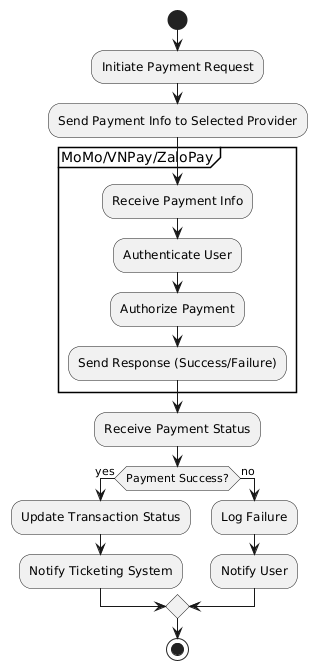 Initiate Payment Request
Send Payment Info to Selected Provider
MoMo/VNPay/ZaloPay
Receive Payment Info
Authenticate User
Authorize Payment
Send Response (Success/Failure)
Receive Payment Status
yes
Payment Success?
no
Update Transaction Status
Log Failure
Notify Ticketing System
Notify User